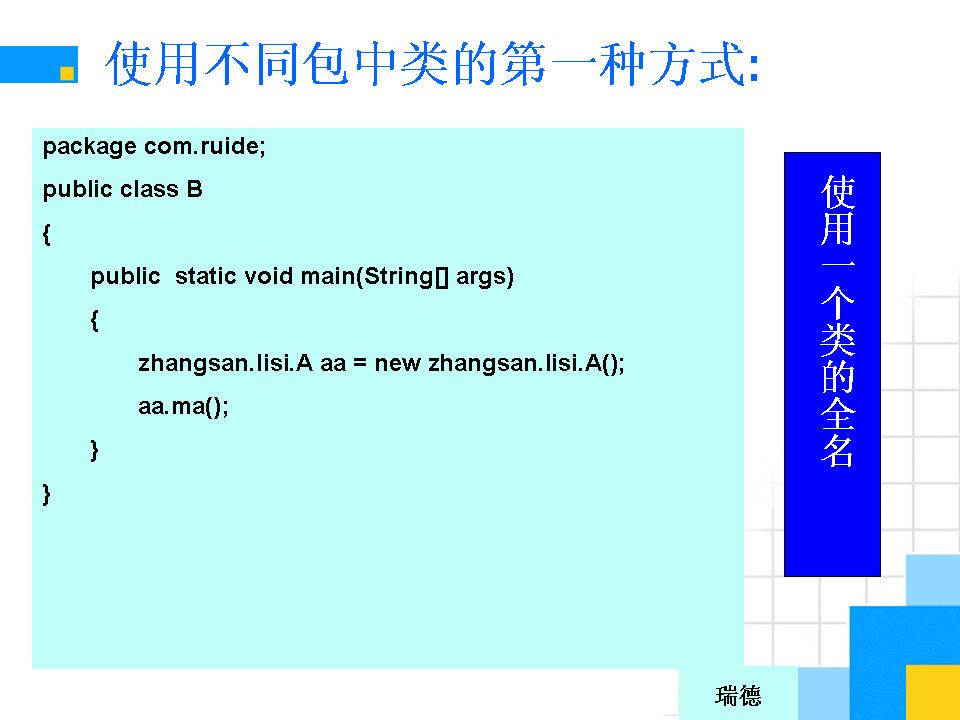 使用不同包中类的第一种方式:
package com.ruide;
public class B
{
public  static void main(String[] args)
{
zhangsan.lisi.A aa = new zhangsan.lisi.A();
aa.ma();
}
}
使用一个类的全名
瑞德